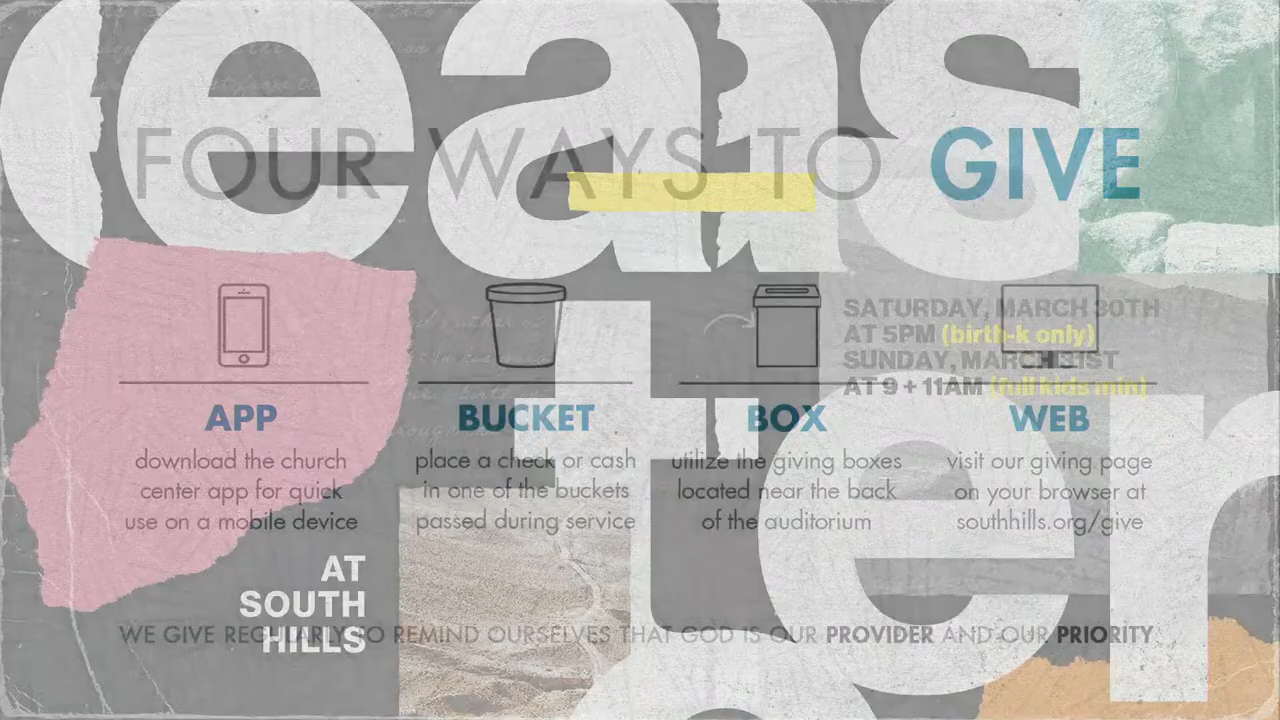 eas
ter
FOUR WAYS TO GIVE
SATURDAY, MARCH 30TH
AT 5PM (birth-k only)
SUNDAY, MARCH 31ST
AT 9 + 11AM (full kids min)
APP
download the church
center app for quick
use on a mobile device
BUCKET
place a check or cash
in one of the buckets
passed during service
BOX
utilize the giving boxes
located near the back
of the auditorium
WEB
visit our giving page
on your browser at
southhills.org/give
AT
SOUTH
HILLS
WE GIVE REGULARLY TO REMIND OURSELVES THAT GOD IS OUR PROVIDER AND OUR PRIORITY